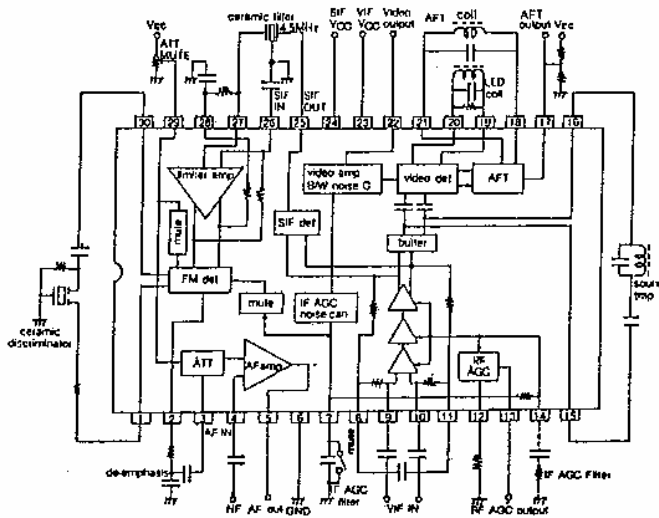 ceramic filter
4.5MHz
SIF VCC
VIF VCC
Video output
AFT
coil
AFT output
Vcc
Vcc
ATT
MUTE
SIF IN
SIF OUT
LED coil
30 29 28 27 26 25 24 23 22 21 20 19 18 17 16
limiter amp
video amp
B/W noise C
video det
AFT
mute
SIF det
buffer
FM det
mute
IF AGC
noise can
sound trap
ceramic
discriminator
ATT
AF amp
RF
AGC
1 2 3 4 5 6 7 8 9 10 11 12 13 14 15
AF IN
mute
de-emphasis
NF
AF out
GND
IF AGC
filter
VIF IN
RF AGC output
IF AGC Filter